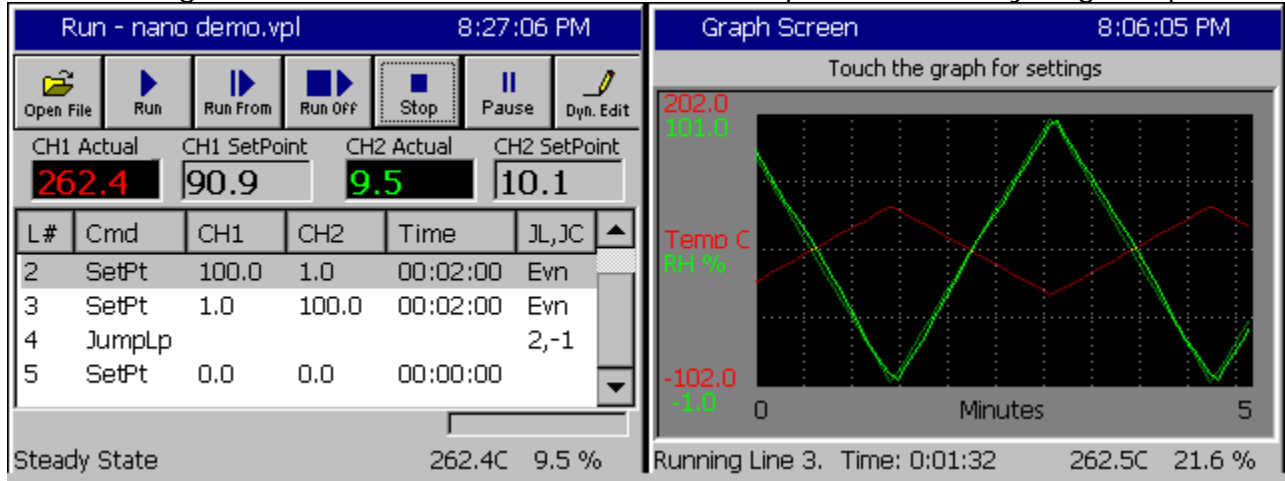 Run - nano demo.vpl 8:27:06 PM
Open File Run Run From Run Off Stop Pause Dyn. Edit
CH1 Actual CH1 SetPoint CH2 Actual CH2 SetPoint
262.4 90.9 9.5 10.1
L# Cmd CH1 CH2 Time JL,JC
2 SetPt 100.0 1.0 00:02:00 Evn
3 SetPt 1.0 100.0 00:02:00 Evn
4 JumpLp 2,-1
5 SetPt 0.0 0.0 00:00:00
Steady State 262.4C 9.5 %
Graph Screen 8:06:05 PM
Touch the graph for settings
202.0
101.0
Temp C
RH %
-102.0
-1.0
0 Minutes 5
Running Line 3. Time: 0:01:32 262.5C 21.6 %